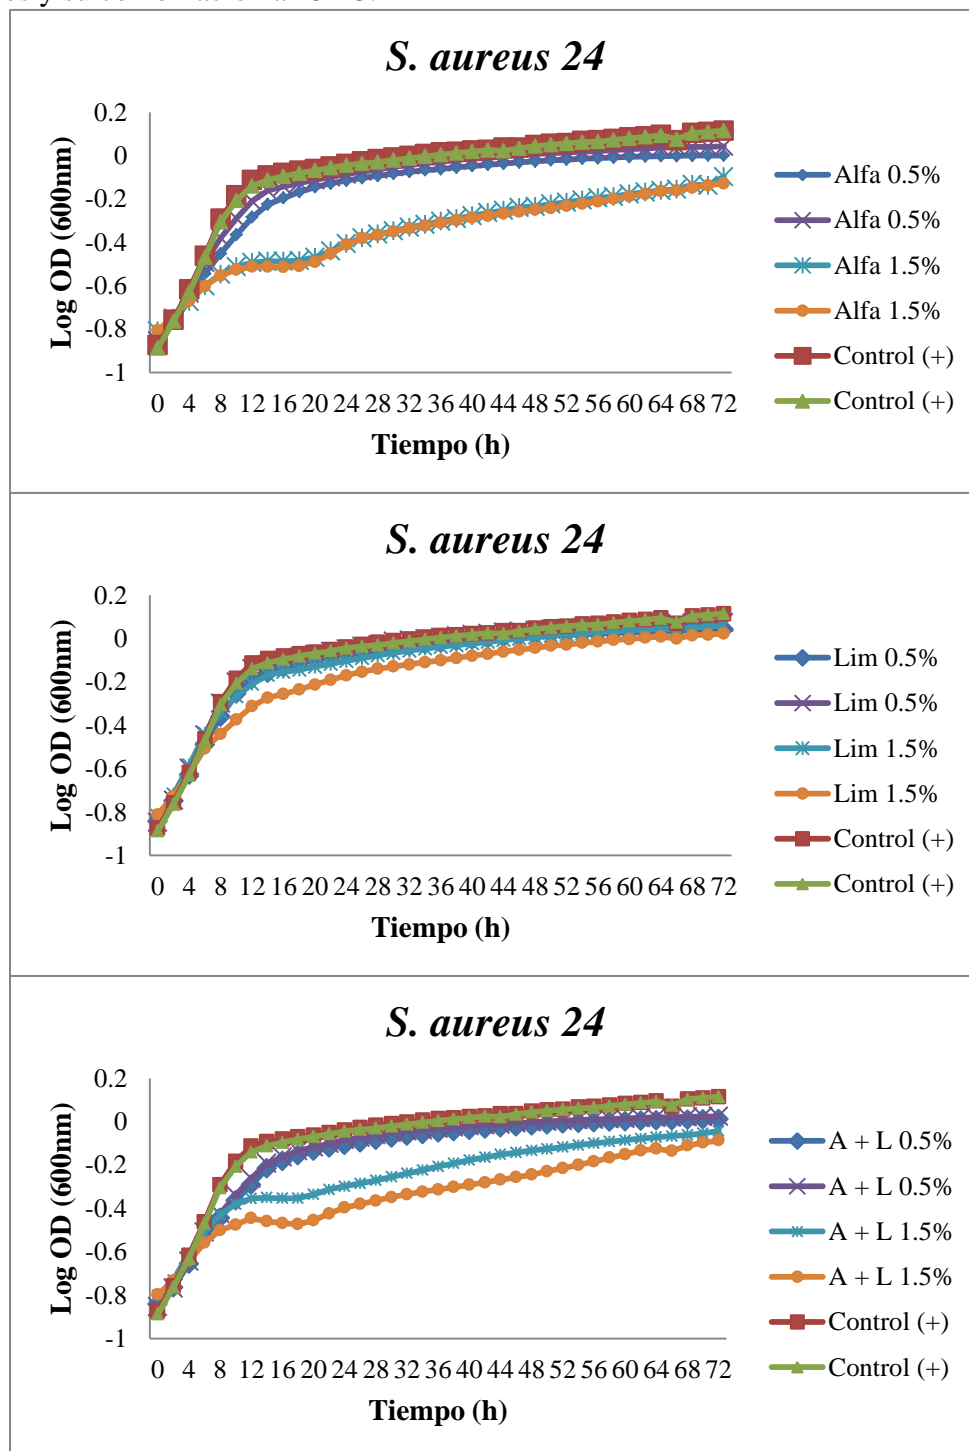 S. aureus 24
0.2
0
-0.2
-0.4
-0.6
-0.8
-1
Log OD (600nm)
0 4 8 12 16 20 24 28 32 36 40 44 48 52 56 60 64 68 72
Tiempo (h)
Alfa 0.5%
Alfa 0.5%
Alfa 1.5%
Alfa 1.5%
Control (+)
Control (+)
S. aureus 24
0.2
0
-0.2
-0.4
-0.6
-0.8
-1
Log OD (600nm)
0 4 8 12 16 20 24 28 32 36 40 44 48 52 56 60 64 68 72
Tiempo (h)
Lim 0.5%
Lim 0.5%
Lim 1.5%
Lim 1.5%
Control (+)
Control (+)
S. aureus 24
0.2
0
-0.2
-0.4
-0.6
-0.8
-1
Log OD (600nm)
0 4 8 12 16 20 24 28 32 36 40 44 48 52 56 60 64 68 72
Tiempo (h)
A + L 0.5%
A + L 0.5%
A + L 1.5%
A + L 1.5%
Control (+)
Control (+)